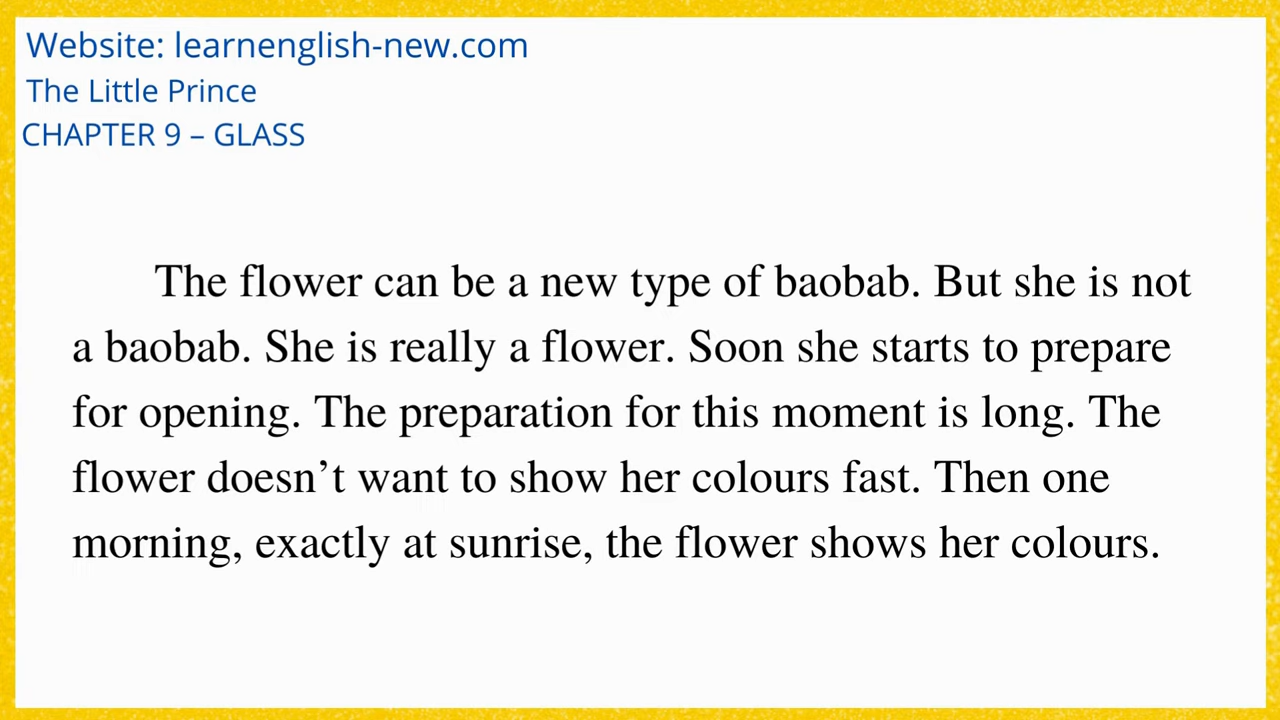 Website: learnenglish-new.com
The Little Prince
CHAPTER 9 – GLASS
The flower can be a new type of baobab. But she is not
a baobab. She is really a flower. Soon she starts to prepare
for opening. The preparation for this moment is long. The
flower doesn’t want to show her colours fast. Then one
morning, exactly at sunrise, the flower shows her colours.